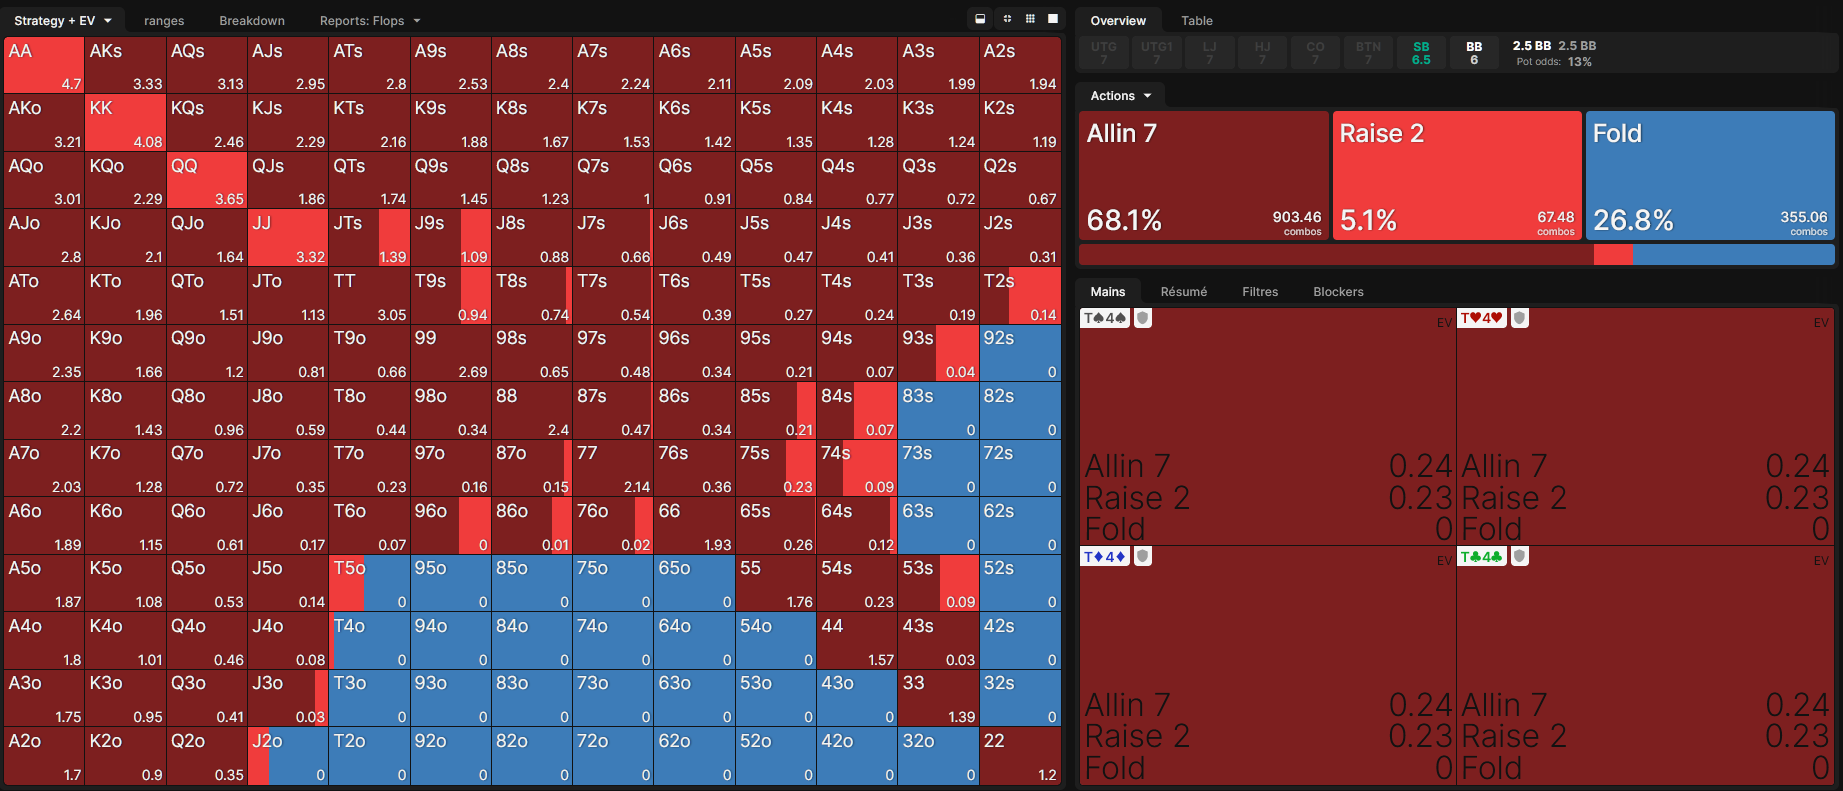 Strategy + EV ranges Breakdown Reports: Flops
AA AKs AQs AJs ATs A9s A8s A7s A6s A5s A4s A3s A2s
4.7 3.33 3.13 2.95 2.8 2.53 2.4 2.24 2.11 2.09 2.03 1.99 1.94
AKo KK KQs KJs KTs K9s K8s K7s K6s K5s K4s K3s K2s
3.21 4.08 2.46 2.29 2.16 1.88 1.67 1.53 1.42 1.35 1.28 1.24 1.19
AQo KQo QQ QJs QTs Q9s Q8s Q7s Q6s Q5s Q4s Q3s Q2s
3.01 2.29 3.65 1.86 1.74 1.45 1.23 1 0.91 0.84 0.77 0.72 0.67
AJo KJo QJo JJ JTs J9s J8s J7s J6s J5s J4s J3s J2s
2.8 2.1 1.64 3.32 1.39 1.09 0.88 0.66 0.49 0.47 0.41 0.36 0.31
ATo KTo QTo JTo TT T9s T8s T7s T6s T5s T4s T3s T2s
2.64 1.96 1.51 1.13 3.05 0.94 0.74 0.54 0.39 0.27 0.24 0.19 0.14
A9o K9o Q9o J9o T9o 99 98s 97s 96s 95s 94s 93s 92s
2.35 1.66 1.2 0.81 0.66 2.69 0.65 0.48 0.34 0.21 0.07 0.04 0
A8o K8o Q8o J8o T8o 98o 88 87s 86s 85s 84s 83s 82s
2.2 1.43 0.96 0.59 0.44 0.34 2.4 0.47 0.34 0.21 0.07 0 0
A7o K7o Q7o J7o T7o 97o 87o 77 76s 75s 74s 73s 72s
2.03 1.28 0.72 0.35 0.23 0.16 0.15 2.14 0.36 0.23 0.09 0 0
A6o K6o Q6o J6o T6o 96o 86o 76o 66 65s 64s 63s 62s
1.89 1.15 0.61 0.17 0.07 0 0.01 0.02 1.93 0.26 0.12 0 0
A5o K5o Q5o J5o T5o 95o 85o 75o 65o 55 54s 53s 52s
1.87 1.08 0.53 0.14 0 0 0 0 0 1.76 0.23 0.09 0
A4o K4o Q4o J4o T4o 94o 84o 74o 64o 54o 44 43s 42s
1.8 1.01 0.46 0.08 0 0 0 0 0 0 1.57 0.03 0
A3o K3o Q3o J3o T3o 93o 83o 73o 63o 53o 43o 33 32s
1.75 0.95 0.41 0.03 0 0 0 0 0 0 0 1.39 0
A2o K2o Q2o J2o T2o 92o 82o 72o 62o 52o 42o 32o 22
1.7 0.9 0.35 0 0 0 0 0 0 0 0 0 1.2
Overview Table
UTG UTG1 LJ HJ CO BTN SB BB 2.5 BB 2.5 BB
7 7 7 7 7 7 6.5 6 Pot odds: 13%
Actions
Allin 7 Raise 2 Fold
68.1% 903.46 combos 5.1% 67.48 combos 26.8% 355.06 combos
Mains Résumé Filtres Blockers
T♠4♠ EV T♥4♥ EV
Allin 7 0.24 Allin 7 0.24
Raise 2 0.23 Raise 2 0.23
Fold 0 Fold 0
T♦4♦ EV T♣4♣ EV
Allin 7 0.24 Allin 7 0.24
Raise 2 0.23 Raise 2 0.23
Fold 0 Fold 0